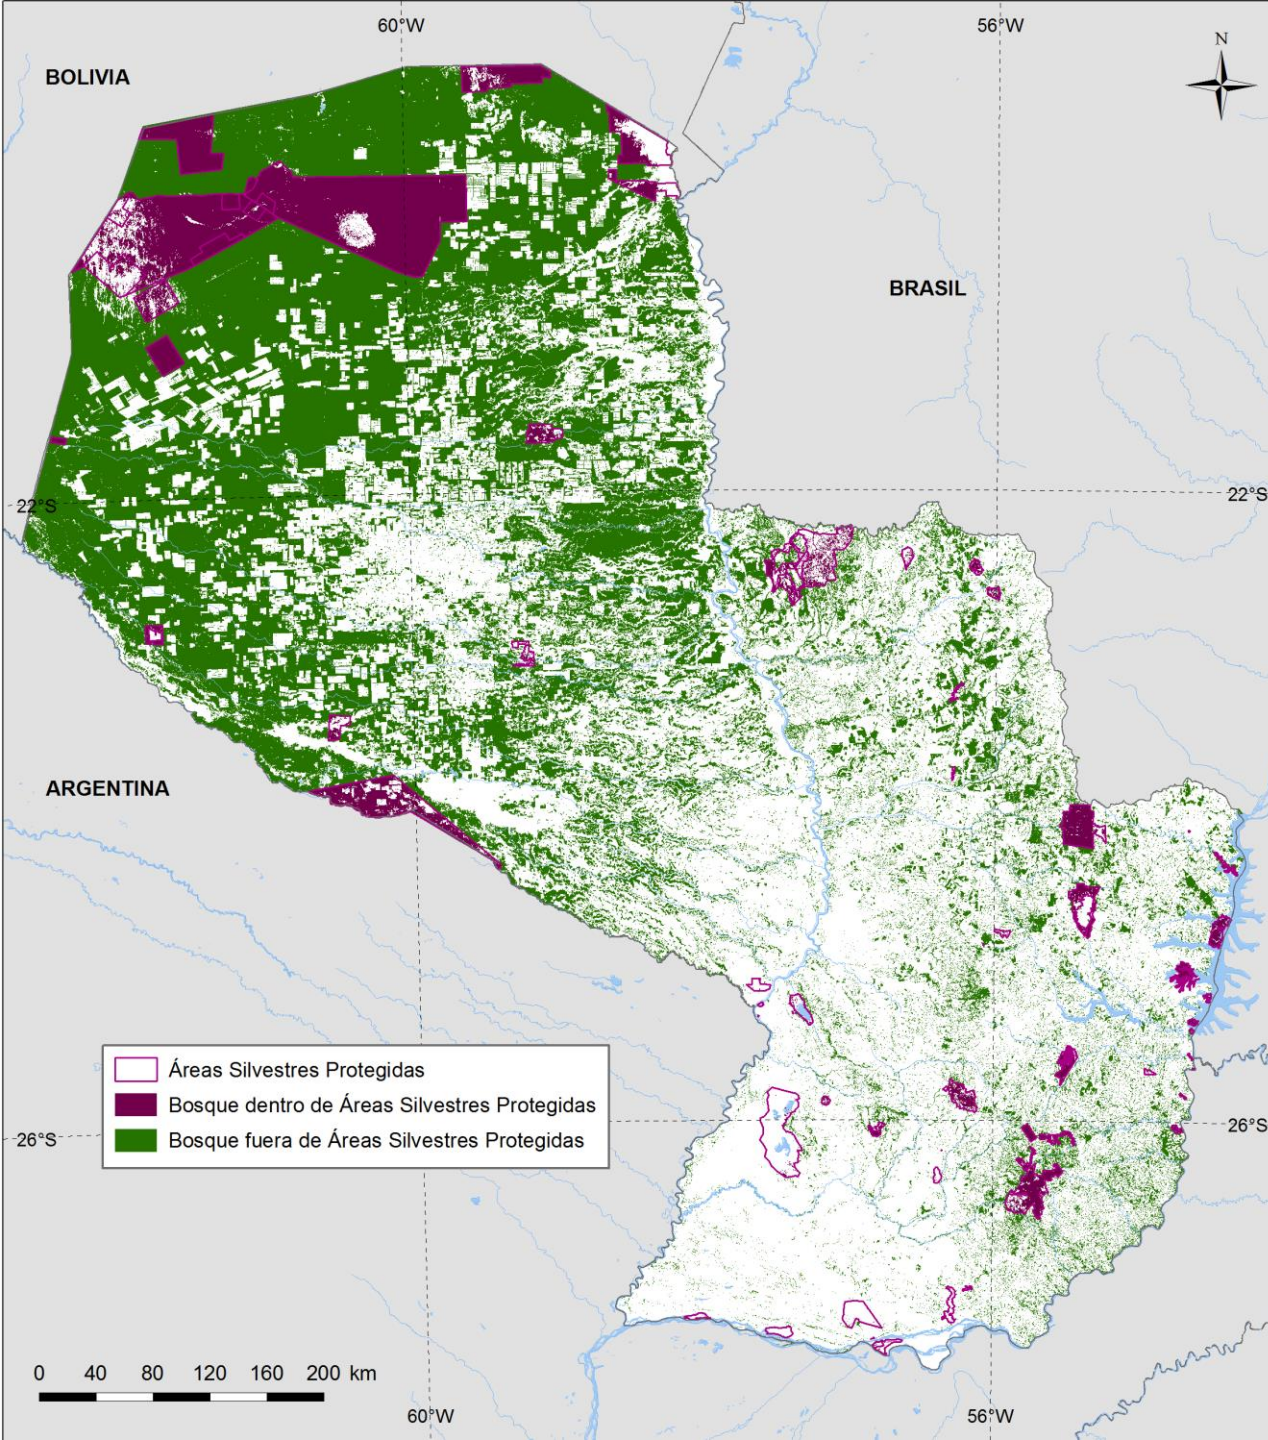 60°W
56°W
N
BOLIVIA
BRASIL
22°S
22°S
ARGENTINA
Áreas Silvestres Protegidas
Bosque dentro de Áreas Silvestres Protegidas
Bosque fuera de Áreas Silvestres Protegidas
26°S
26°S
0 40 80 120 160 200 km
60°W
56°W